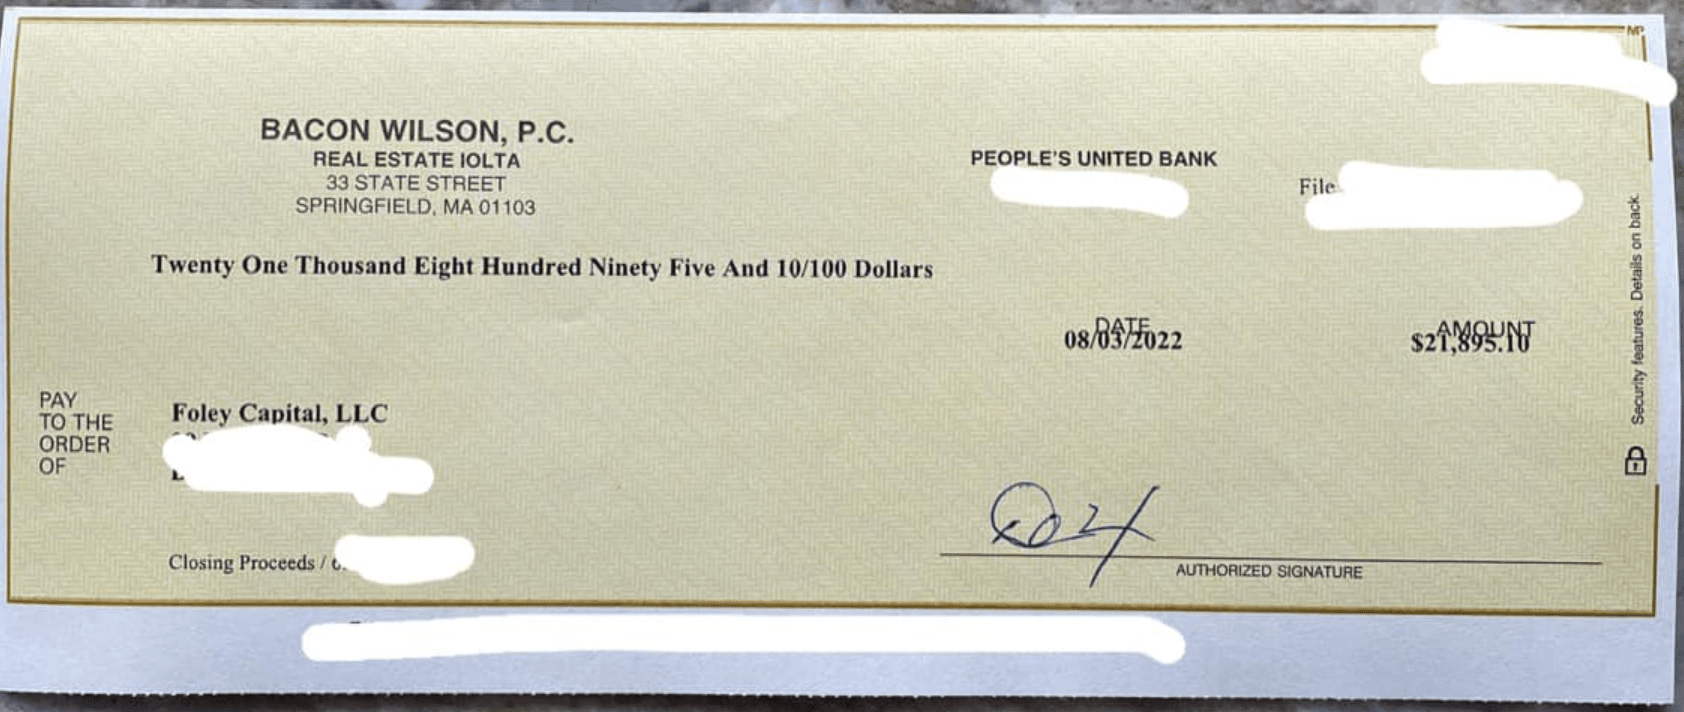 MP
BACON WILSON, P.C.
REAL ESTATE IOLTA
33 STATE STREET
SPRINGFIELD, MA 01103
PEOPLE'S UNITED BANK
File
Twenty One Thousand Eight Hundred Ninety Five And 10/100 Dollars
DATE
08/03/2022
AMOUNT
$21,895.10
PAY
TO THE
ORDER
OF
Foley Capital, LLC
Closing Proceeds /
AUTHORIZED SIGNATURE
Security features. Details on back.